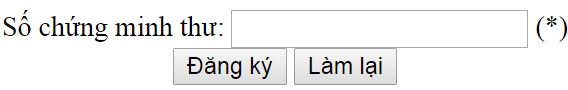 Số chứng minh thư: (*)
Đăng ký Làm lại